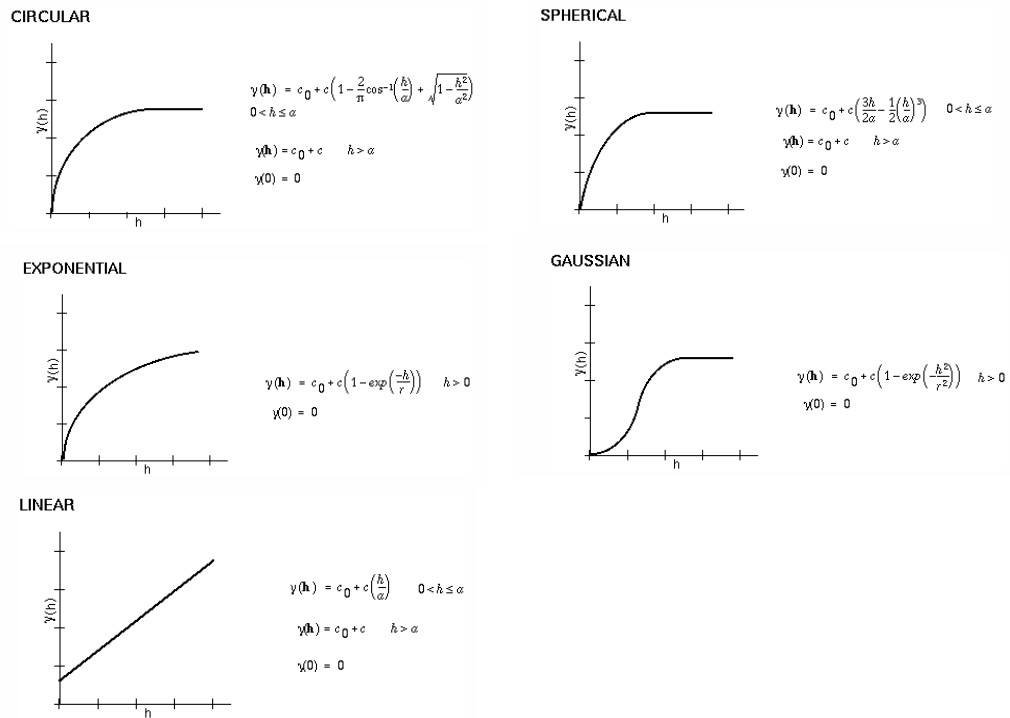 CIRCULAR
γ(h)
h
γ(h) = c₀ + c(1 − 2/π cos⁻¹(h/a) + √(1 − h²/a²))
0 < h ≤ a
γ(h) = c₀ + c h > a
γ(0) = 0
SPHERICAL
γ(h)
h
γ(h) = c₀ + c(3h/2a − 1/2(h/a)³) 0 < h ≤ a
γ(h) = c₀ + c h > a
γ(0) = 0
EXPONENTIAL
γ(h)
h
γ(h) = c₀ + c(1 − exp(−h/r)) h > 0
γ(0) = 0
GAUSSIAN
γ(h)
h
γ(h) = c₀ + c(1 − exp(−h²/r²)) h > 0
γ(0) = 0
LINEAR
γ(h)
h
γ(h) = c₀ + c(h/a) 0 < h ≤ a
γ(h) = c₀ + c h > a
γ(0) = 0